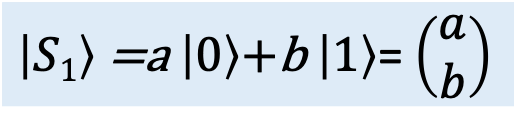 |S₁⟩ = a |0⟩ + b |1⟩ = (a b)